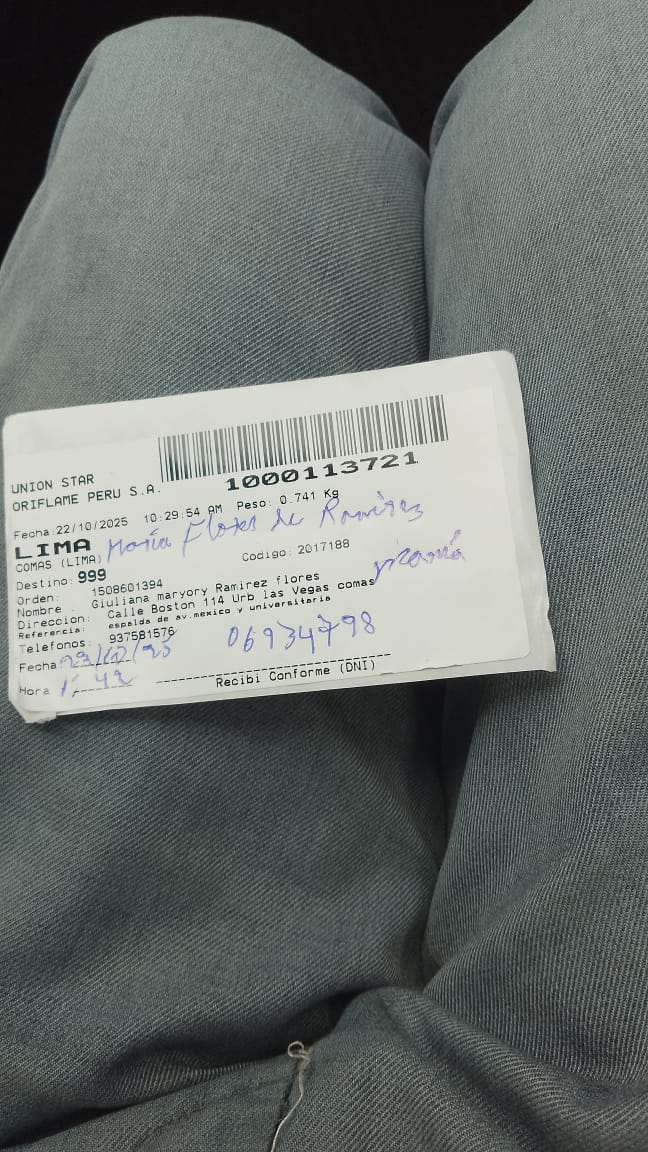 UNION STAR
ORIFLAME PERU S.A.
1000113721
Fecha:22/10/2025 10:29:54 AM Peso: 0.741 Kg
LIMA María Flores de Ramirez
COMAS (LIMA)
Codigo: 2017188
Destino: 999
Orden: 1508601394
Nombre : Giuliana maryory Ramirez flores
Direccion: Calle Boston 114 Urb las Vegas comas
Referencia: espalda de av.mexico y universitaria
Telefonos: 937581576
06934798
Fecha
Hora
Recibi Conforme (DNI)